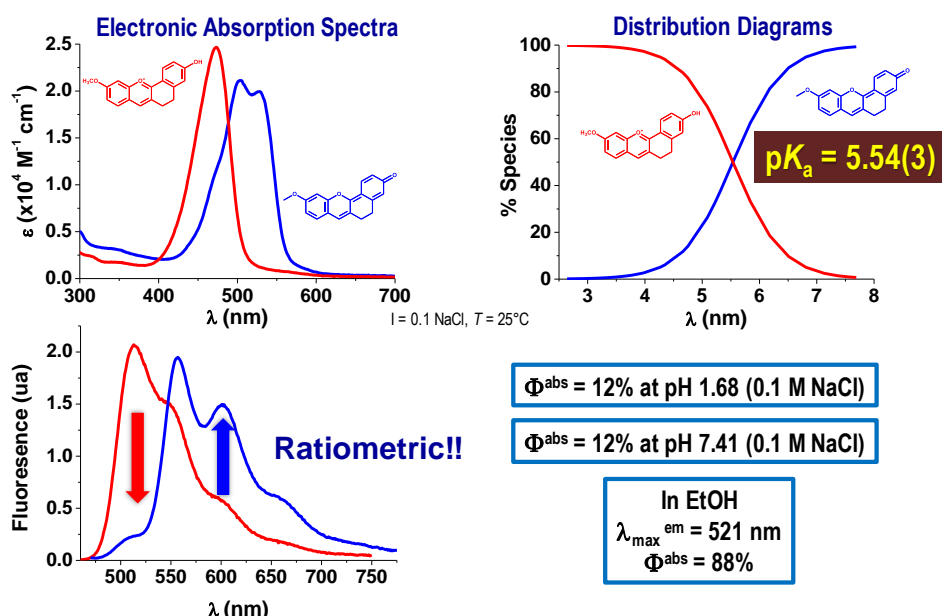 Electronic Absorption Spectra
ε (x10⁴ M⁻¹ cm⁻¹)
2.5
2.0
1.5
1.0
0.5
0.0
300 400 500 600 700
λ (nm)
H₃CO
O⁺
OH
O
O
O
Distribution Diagrams
% Species
100
80
60
40
20
0
3 4 5 6 7 8
λ (nm)
H₃CO
O⁺
OH
O
O
O
pKₐ = 5.54(3)
I = 0.1 NaCl, T = 25°C
Fluoresence (ua)
2.0
1.5
1.0
0.5
0.0
500 550 600 650 700 750
λ (nm)
Ratiometric!!
Φᵃᵇˢ = 12% at pH 1.68 (0.1 M NaCl)
Φᵃᵇˢ = 12% at pH 7.41 (0.1 M NaCl)
In EtOH
λₘₐₓᵉᵐ = 521 nm
Φᵃᵇˢ = 88%